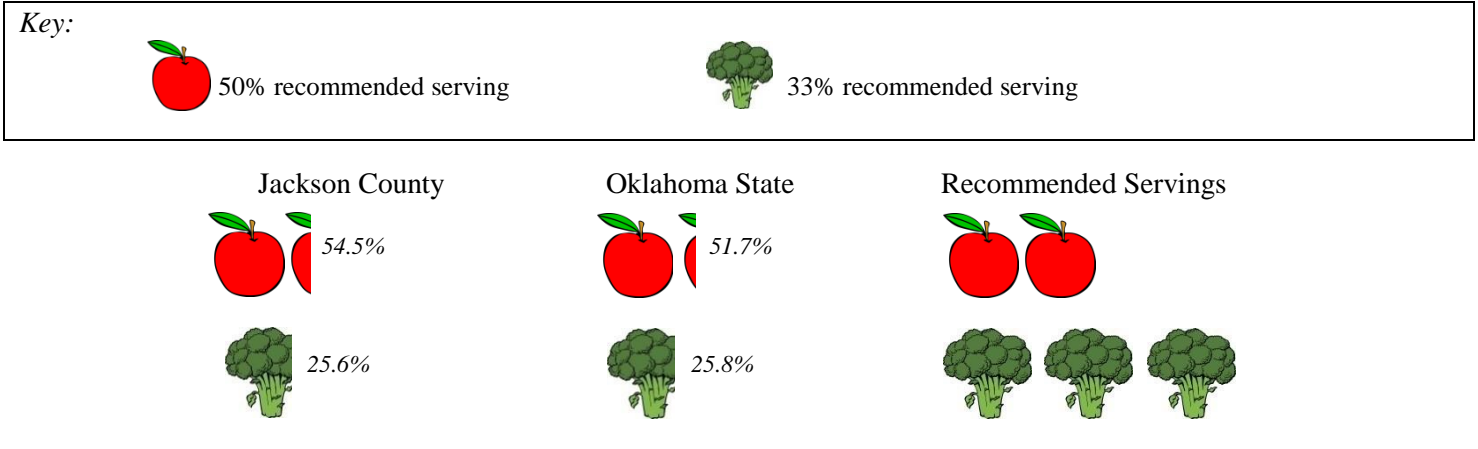 Key:
50% recommended serving 33% recommended serving
Jackson County Oklahoma State Recommended Servings
54.5% 51.7%
25.6% 25.8%